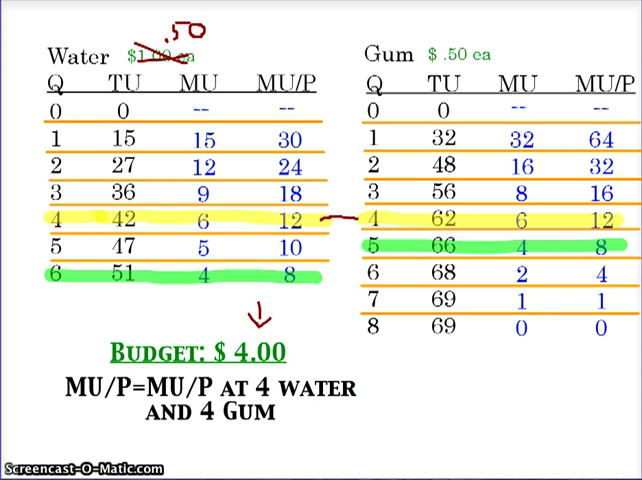 .50
Water $1.00 ea
Q TU MU MU/P
0 0 -- --
1 15 15 30
2 27 12 24
3 36 9 18
4 42 6 12
5 47 5 10
6 51 4 8
Gum $ .50 ea
Q TU MU MU/P
0 0 -- --
1 32 32 64
2 48 16 32
3 56 8 16
4 62 6 12
5 66 4 8
6 68 2 4
7 69 1 1
8 69 0 0
Budget: $ 4.00
MU/P=MU/P at 4 water
and 4 Gum
Screencast-O-Matic.com